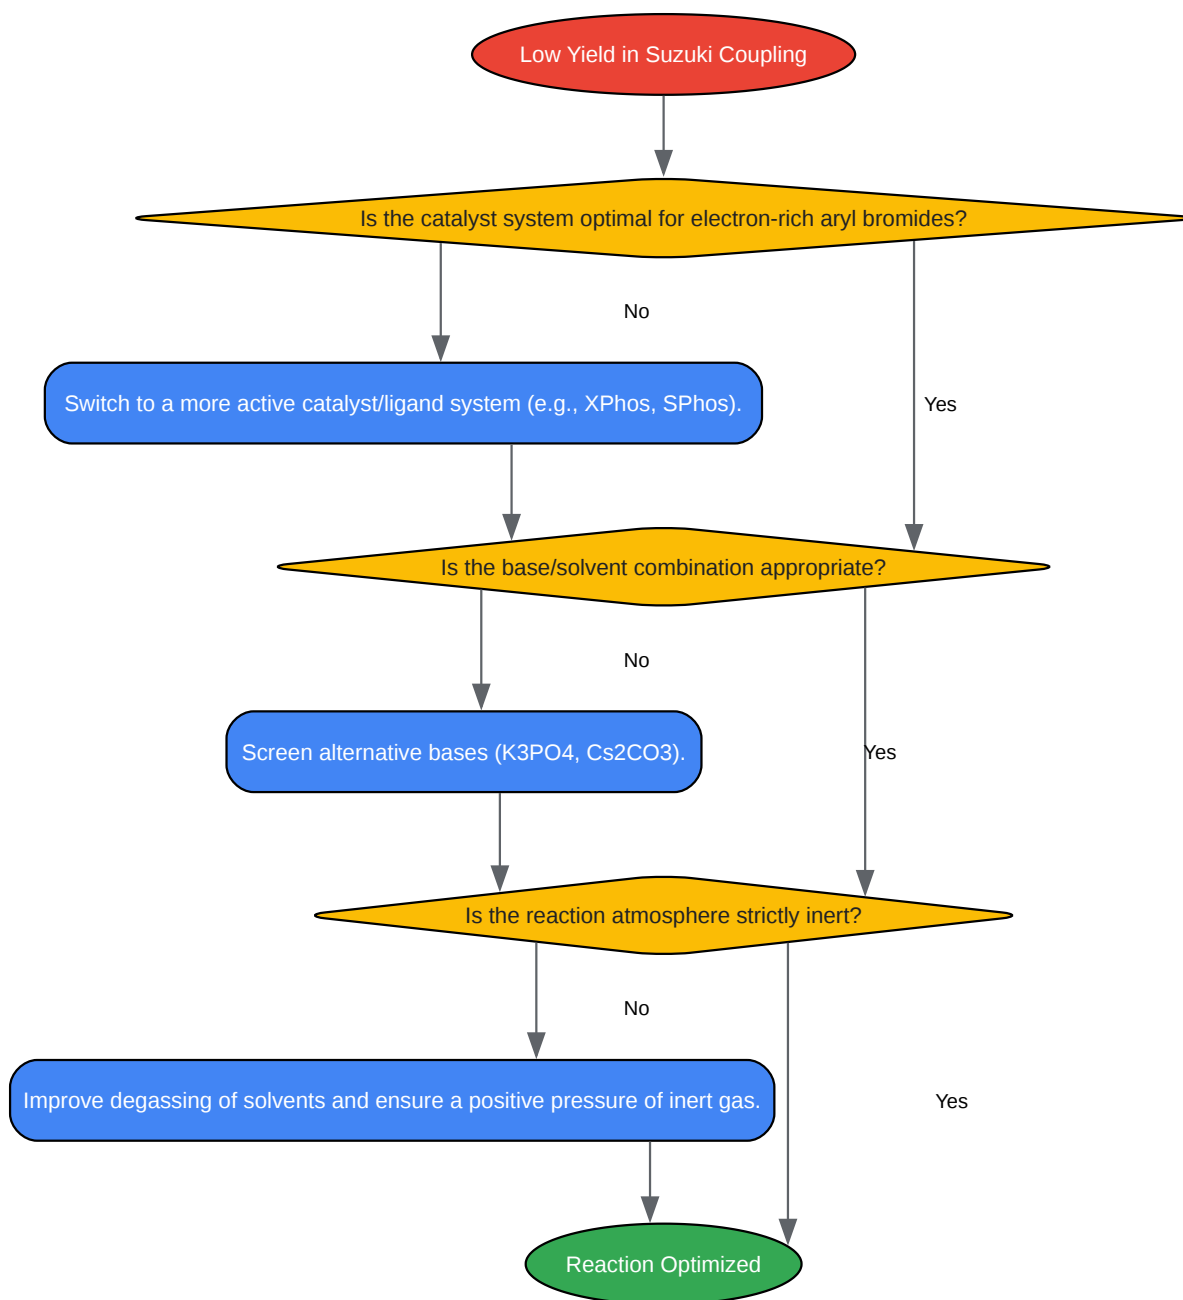 Low Yield in Suzuki Coupling
Is the catalyst system optimal for electron-rich aryl bromides?
No
Switch to a more active catalyst/ligand system (e.g., XPhos, SPhos).
Yes
Is the base/solvent combination appropriate?
No
Screen alternative bases (K3PO4, Cs2CO3).
Yes
Is the reaction atmosphere strictly inert?
No
Improve degassing of solvents and ensure a positive pressure of inert gas.
Yes
Reaction Optimized